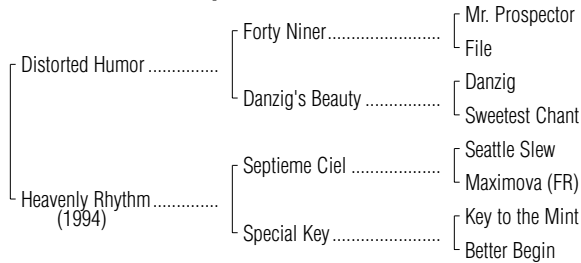 Mr. Prospector
Forty Niner....................
File
Distorted Humor ...............
Danzig
Danzig's Beauty ................
Sweetest Chant
Seattle Slew
Septieme Ciel ...................
Maximova (FR)
Heavenly Rhythm..............
(1994)
Key to the Mint
Special Key.....................
Better Begin